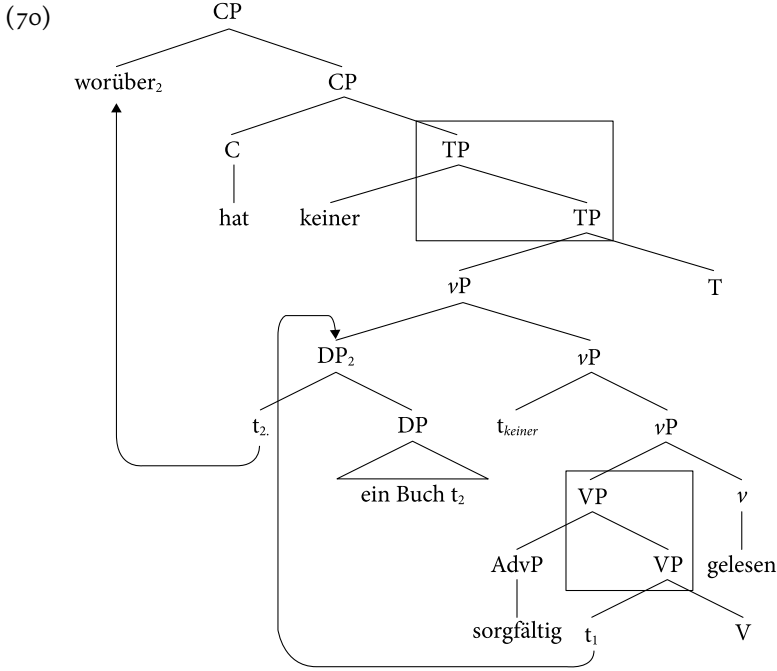 (70)
CP
worüber₂ CP
C TP
hat keiner TP
vP T
DP₂ vP
t₂. DP t_keiner vP
ein Buch t₂ VP v
AdvP VP gelesen
sorgfältig t₁ V